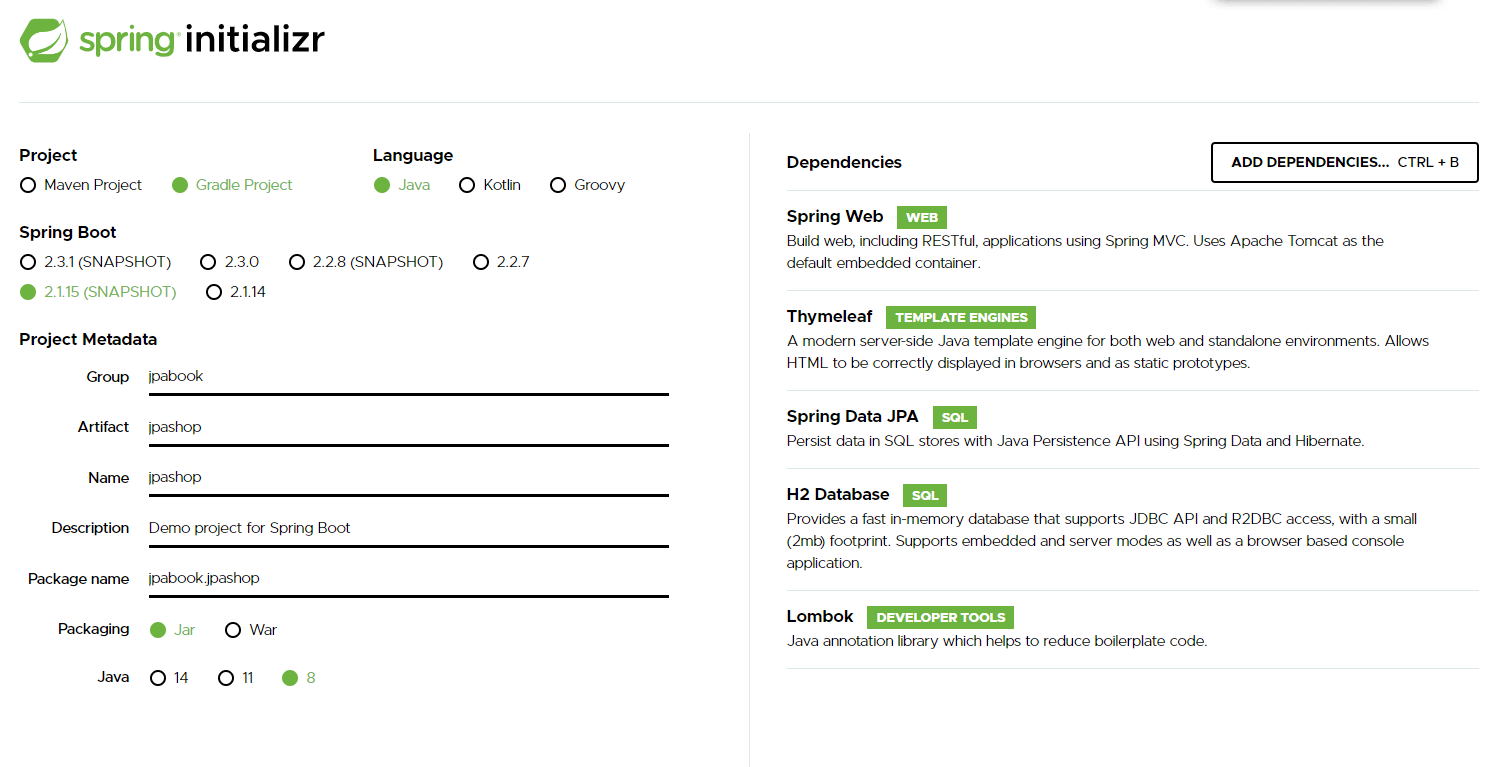 spring initializr
Project
Maven Project Gradle Project
Language
Java Kotlin Groovy
Spring Boot
2.3.1 (SNAPSHOT) 2.3.0 2.2.8 (SNAPSHOT) 2.2.7
2.1.15 (SNAPSHOT) 2.1.14
Project Metadata
Group jpabook
Artifact jpashop
Name jpashop
Description Demo project for Spring Boot
Package name jpabook.jpashop
Packaging Jar War
Java 14 11 8
Dependencies
ADD DEPENDENCIES... CTRL + B
Spring Web WEB
Build web, including RESTful, applications using Spring MVC. Uses Apache Tomcat as the
default embedded container.
Thymeleaf TEMPLATE ENGINES
A modern server-side Java template engine for both web and standalone environments. Allows
HTML to be correctly displayed in browsers and as static prototypes.
Spring Data JPA SQL
Persist data in SQL stores with Java Persistence API using Spring Data and Hibernate.
H2 Database SQL
Provides a fast in-memory database that supports JDBC API and R2DBC access, with a small
(2mb) footprint. Supports embedded and server modes as well as a browser based console
application.
Lombok DEVELOPER TOOLS
Java annotation library which helps to reduce boilerplate code.